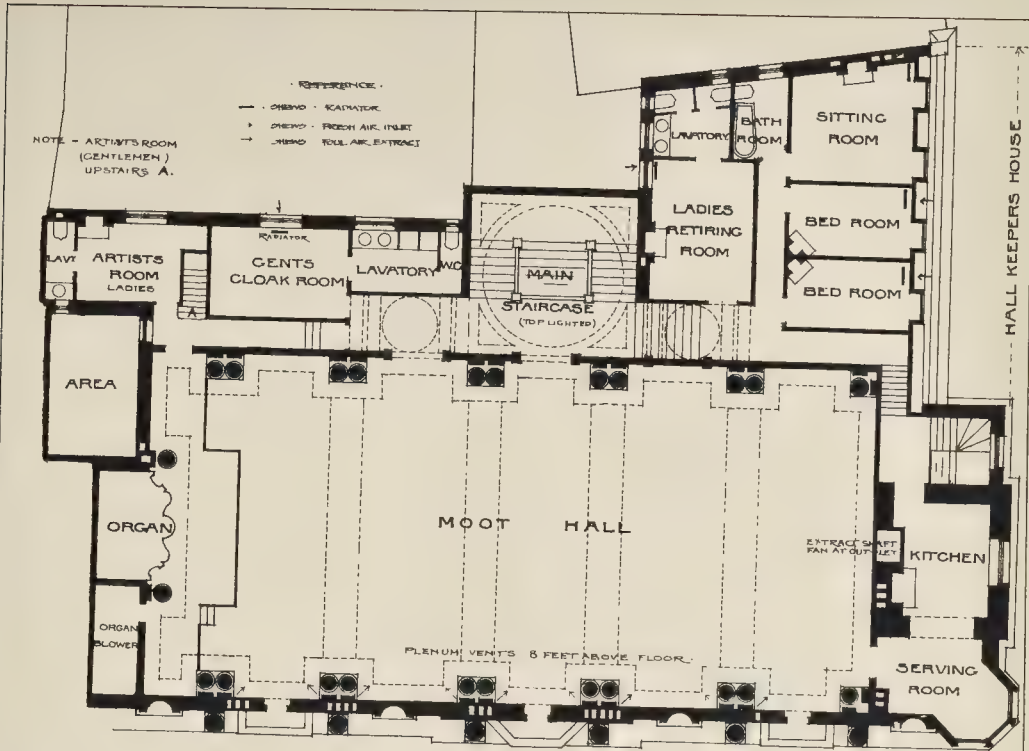 · REFERENCE ·
— · SHEWS · RADIATOR
→ · SHEWS · FRESH AIR INLET
→ SHEWS FOUL AIR EXTRACT
NOTE - ARTISTS ROOM
(GENTLEMEN)
UPSTAIRS A.
LAVT
ARTISTS
ROOM
LADIES
A
RADIATOR
GENTS
CLOAK ROOM
LAVATORY
W.C
MAIN
STAIRCASE
(TOP LIGHTED)
LAVATORY
BATH
ROOM
SITTING
ROOM
LADIES
RETIRING
ROOM
BED ROOM
BED ROOM
HALL KEEPERS HOUSE
AREA
ORGAN
ORGAN
BLOWER
MOOT HALL
EXTRACT SHAFT
FAN AT OUTLET
KITCHEN
PLENUM VENTS 8 FEET ABOVE FLOOR
SERVING
ROOM